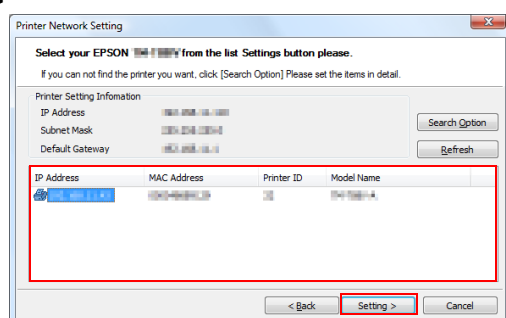 Printer Network Setting
Select your EPSON from the list Settings button please.
If you can not find the printer you want, click [Search Option] Please set the items in detail.
Printer Setting Infomation
IP Address
Subnet Mask
Default Gateway
Search Option
Refresh
IP Address MAC Address Printer ID Model Name
< Back Setting > Cancel